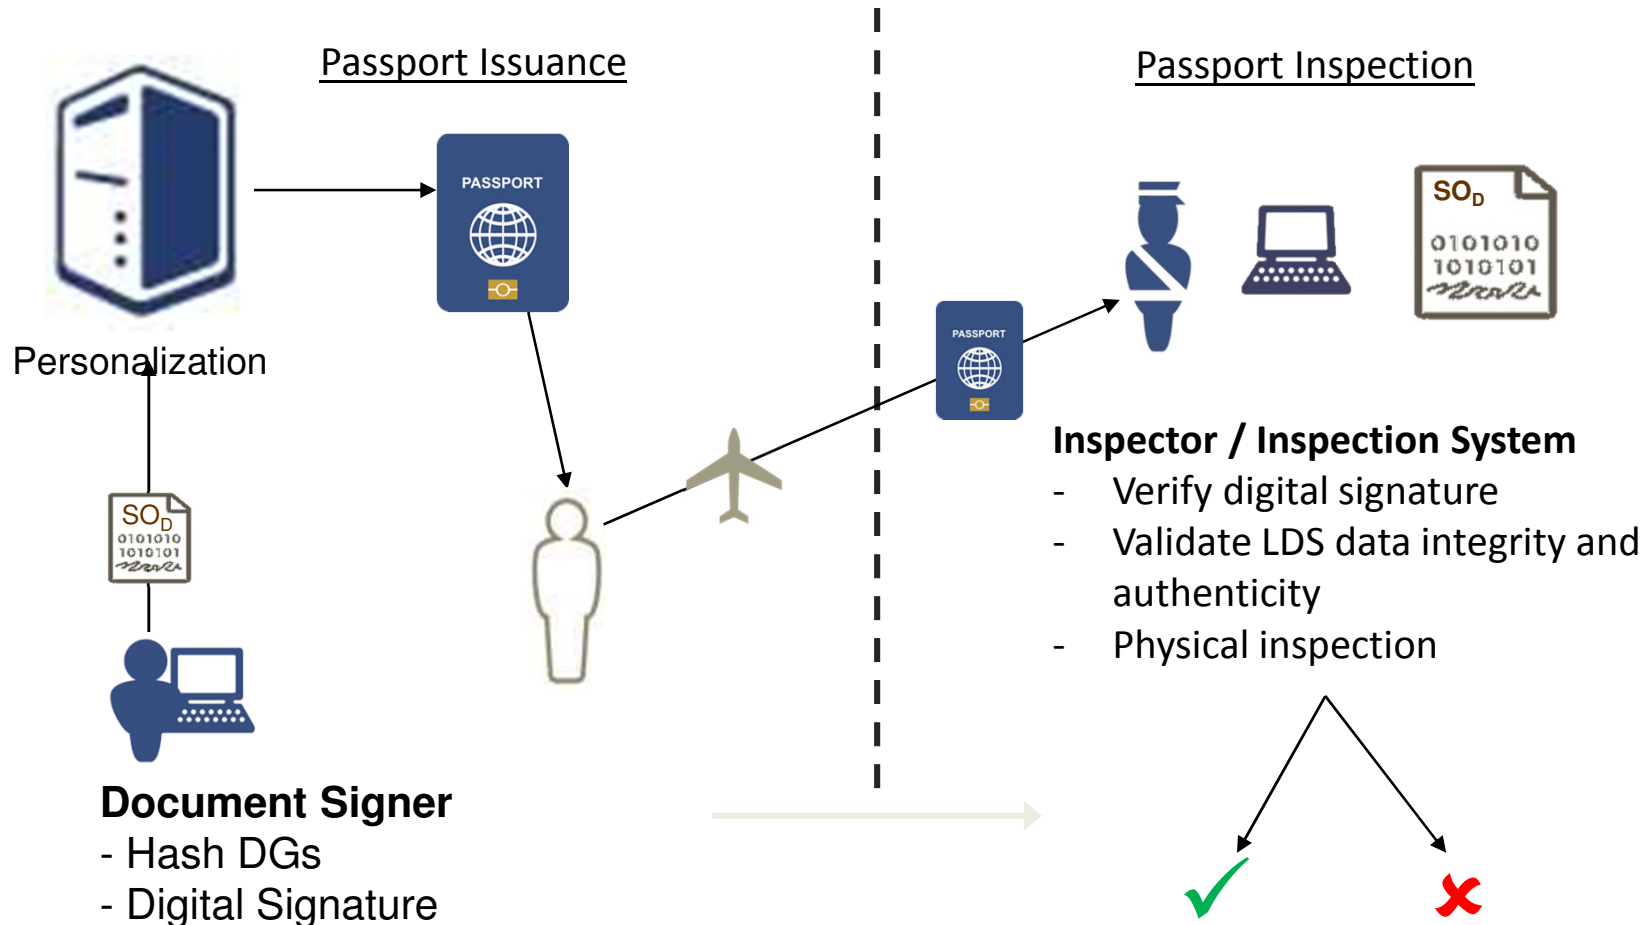 Passport Issuance
PASSPORT
Personalization
SOD
0101010
1010101
Document Signer
- Hash DGs
- Digital Signature
Passport Inspection
SOD
0101010
1010101
PASSPORT
Inspector / Inspection System
- Verify digital signature
- Validate LDS data integrity and
authenticity
- Physical inspection